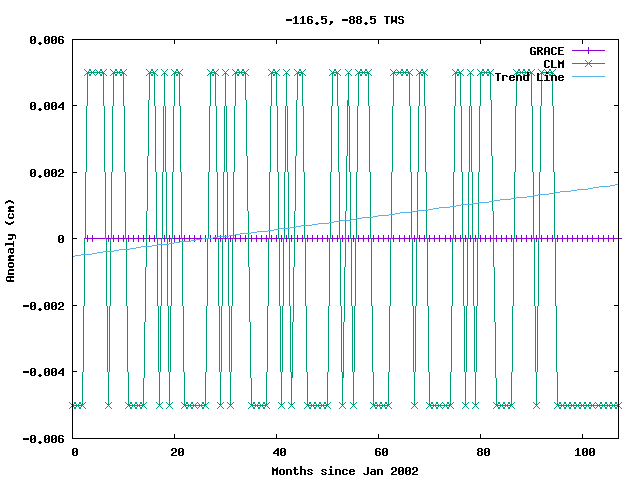 -116.5, -88.5 TWS
0.006
0.004
0.002
0
-0.002
-0.004
-0.006
Anomaly (cm)
GRACE
CLM
Trend Line
0 20 40 60 80 100
Months since Jan 2002